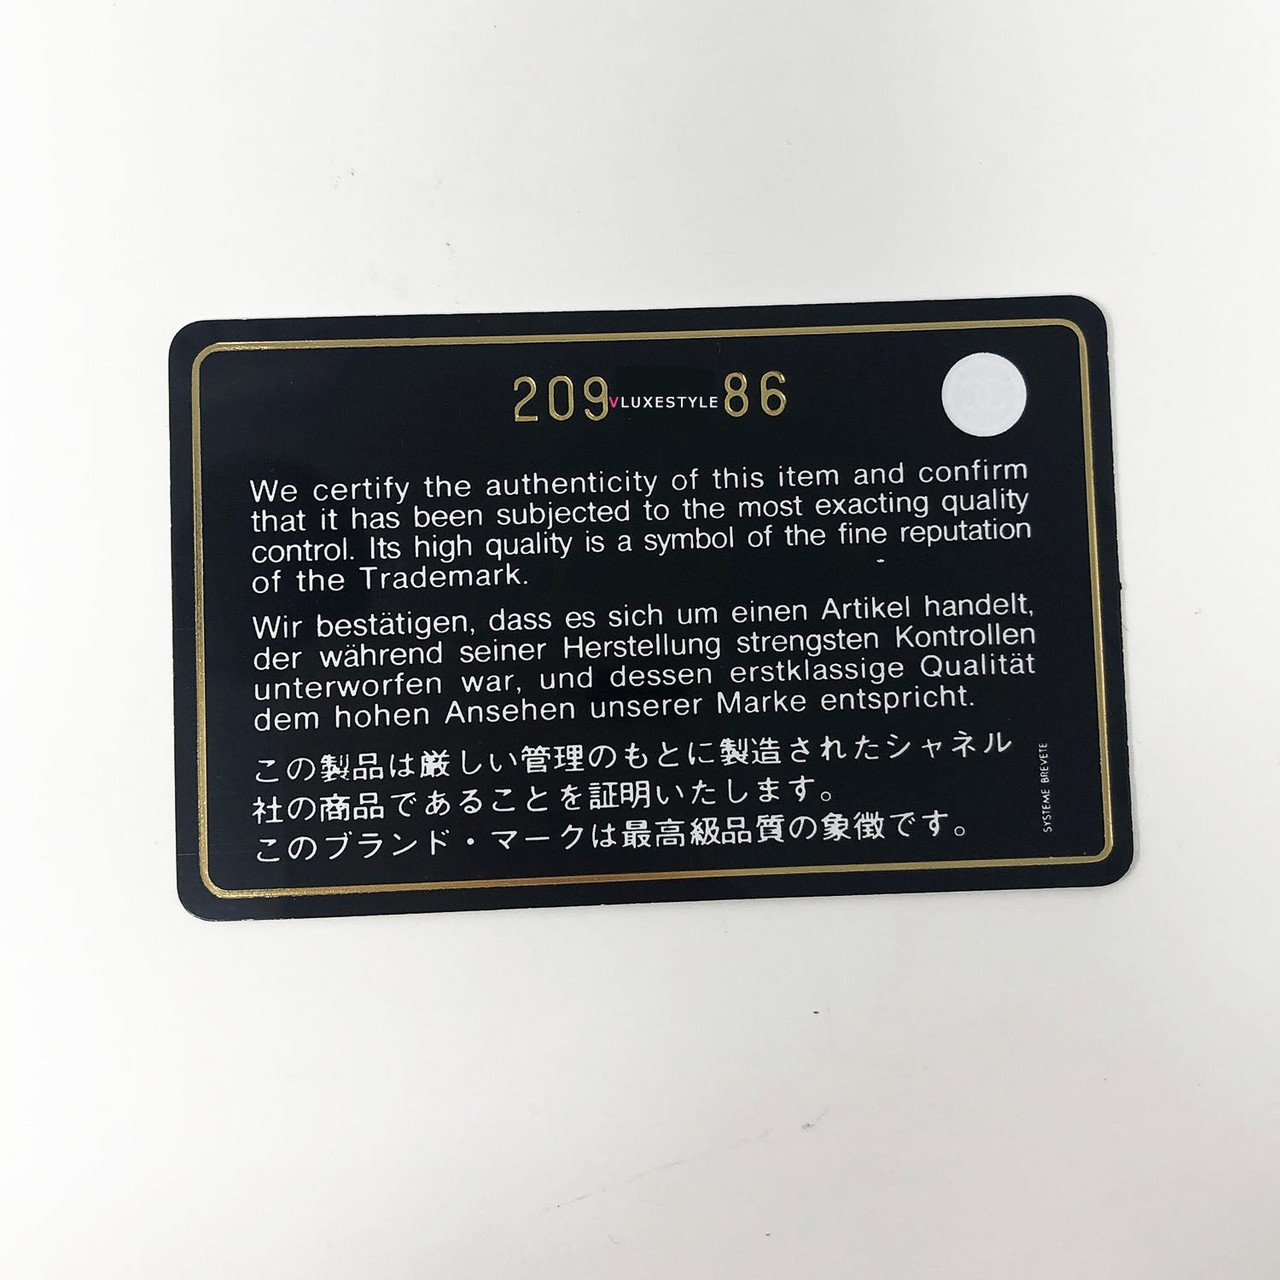 209VLUXESTYLE86
We certify the authenticity of this item and confirm
that it has been subjected to the most exacting quality
control. Its high quality is a symbol of the fine reputation
of the Trademark.
Wir bestätigen, dass es sich um einen Artikel handelt,
der während seiner Herstellung strengsten Kontrollen
unterworfen war, und dessen erstklassige Qualität
dem hohen Ansehen unserer Marke entspricht.
この製品は厳しい管理のもとに製造されたシャネル
社の商品であることを証明いたします。
このブランド・マークは最高級品質の象徴です。
SYSTEME BREVETE